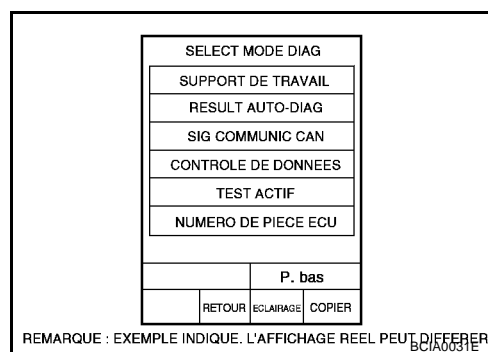 SELECT MODE DIAG
SUPPORT DE TRAVAIL
RESULT AUTO-DIAG
SIG COMMUNIC CAN
CONTROLE DE DONNEES
TEST ACTIF
NUMERO DE PIECE ECU
P. bas
RETOUR ECLAIRAGE COPIER
REMARQUE : EXEMPLE INDIQUE. L'AFFICHAGE REEL PEUT DIFFERER
BCIA0031E